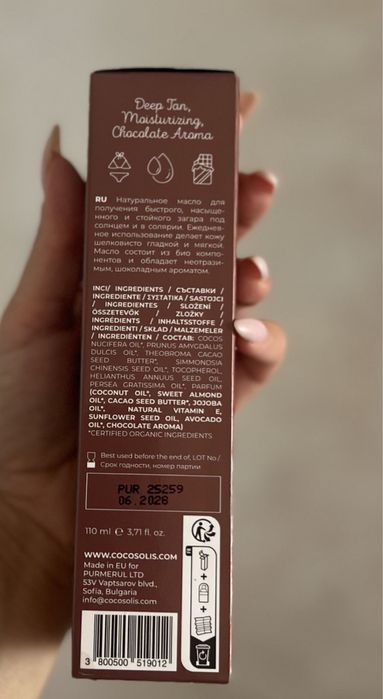 Deep Tan,
Moisturizing,
Chocolate Aroma
RU Натуральное масло для
получения быстрого, насыще-
нного и стойкого загара под
солнцем и в солярии. Ежеднев-
ное использование делает кожу
шелковисто гладкой и мягкой.
Масло состоит из био компо-
нентов и обладает неотрази-
мым, шоколадным ароматом.
INCI/ INGREDIENTS / СЪСТАВКИ /
INGREDIENTE / ΣΥΣΤΑΤΙΚΑ / SASTOJCI
/ INGREDIENTES / SLOŽENÍ /
ÖSSZETEVŐK / ZLOŽKY /
INGRÉDIENTS / INHALTSSTOFFE /
INGREDIENTI / SKŁAD / MALZEMELER
/ INGREDIËNTEN / СОСТАВ: COCOS
NUCIFERA OIL*, PRUNUS AMYGDALUS
DULCIS OIL*, THEOBROMA CACAO
SEED BUTTER*, SIMMONDSIA
CHINENSIS SEED OIL*, TOCOPHEROL,
HELIANTHUS ANNUUS SEED OIL,
PERSEA GRATISSIMA OIL*, PARFUM
(COCONUT OIL*, SWEET ALMOND
OIL*, CACAO SEED BUTTER*, JOJOBA
OIL*, NATURAL VITAMIN E,
SUNFLOWER SEED OIL, AVOCADO
OIL*, CHOCOLATE AROMA)
*CERTIFIED ORGANIC INGREDIENTS
Best used before the end of, LOT No /
Срок годности, номер партии
PUR 25259
06.2028
110 ml ℮ 3,71 fl. oz.
WWW.COCOSOLIS.COM
Made in EU for
PURMERUL LTD
53V Vaptsarov blvd.,
Sofia, Bulgaria
info@cocosolis.com
3 800500 519012